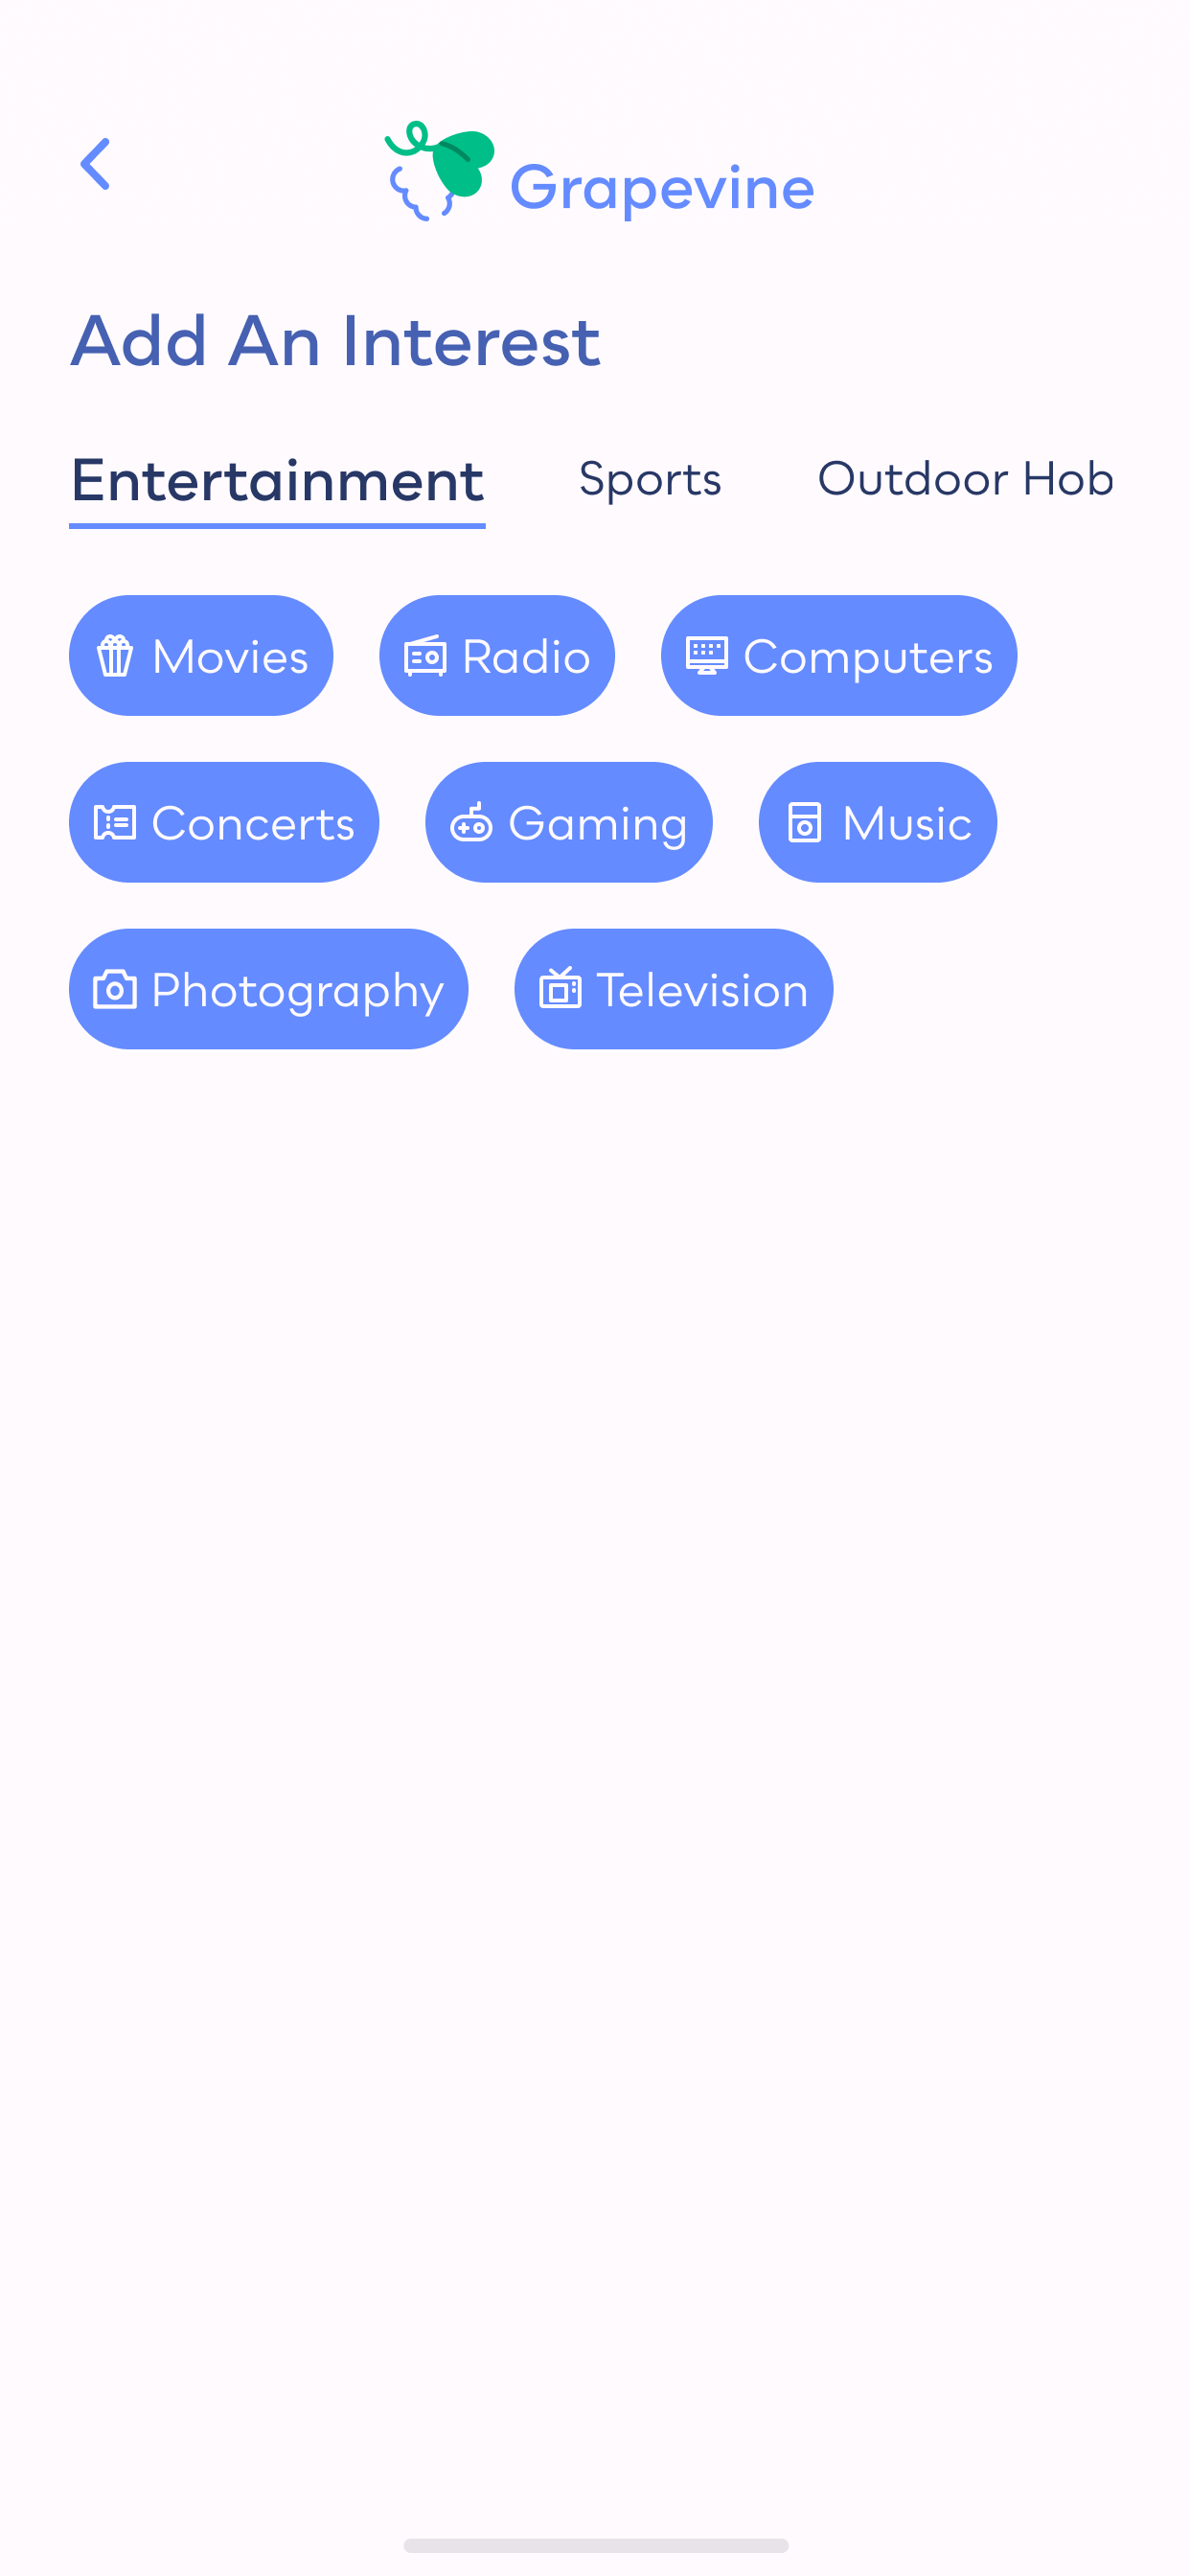 Grapevine
Add An Interest
Entertainment Sports Outdoor Hob
Movies Radio Computers
Concerts Gaming Music
Photography Television